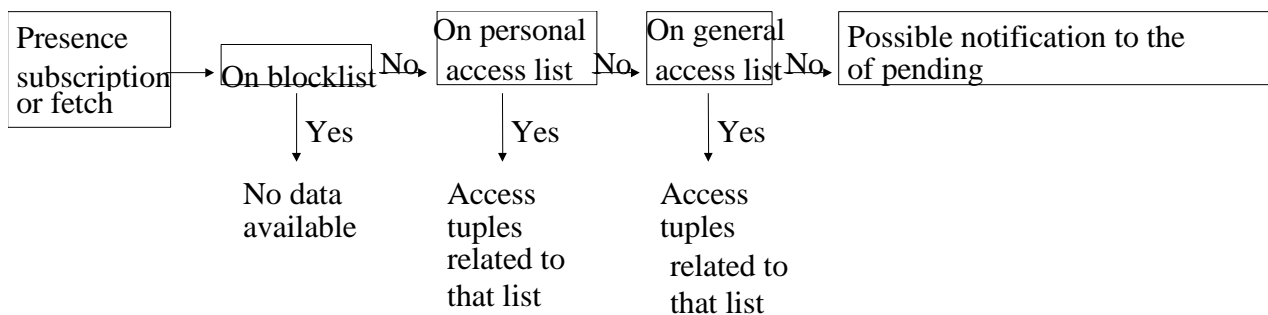 Presence
subscription
or fetch
On blocklist
No
On personal
access list
No
On general
access list
No
Possible notification to the
of pending
Yes
Yes
Yes
No data
available
Access
tuples
related to
that list
Access
tuples
related to
that list